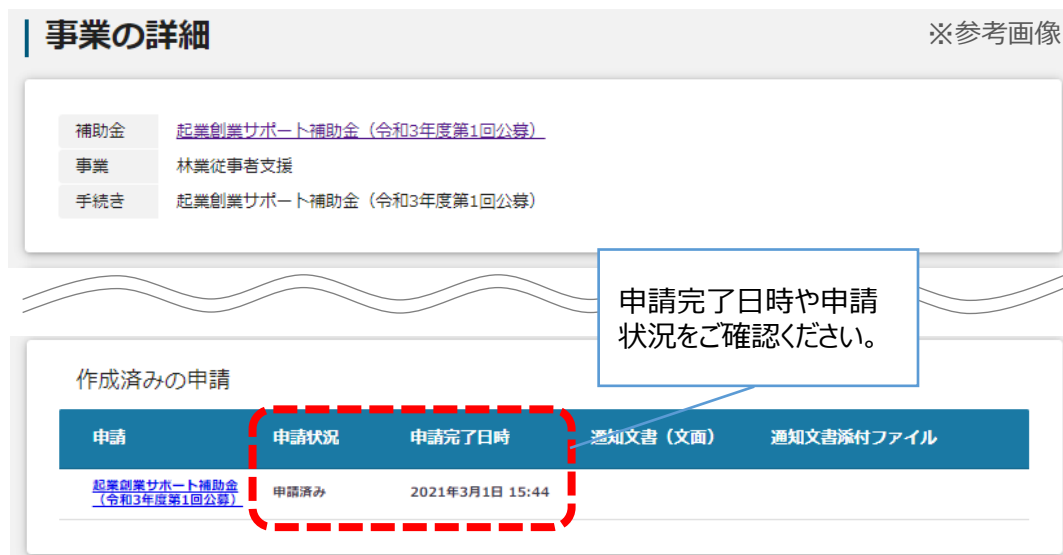 事業の詳細
※参考画像
補助金 起業創業サポート補助金（令和3年度第1回公募）
事業 林業従事者支援
手続き 起業創業サポート補助金（令和3年度第1回公募）
申請完了日時や申請
状況をご確認ください。
作成済みの申請
申請 申請状況 申請完了日時 通知文書（文面） 通知文書添付ファイル
起業創業サポート補助金
（令和3年度第1回公募）
申請済み 2021年3月1日 15:44